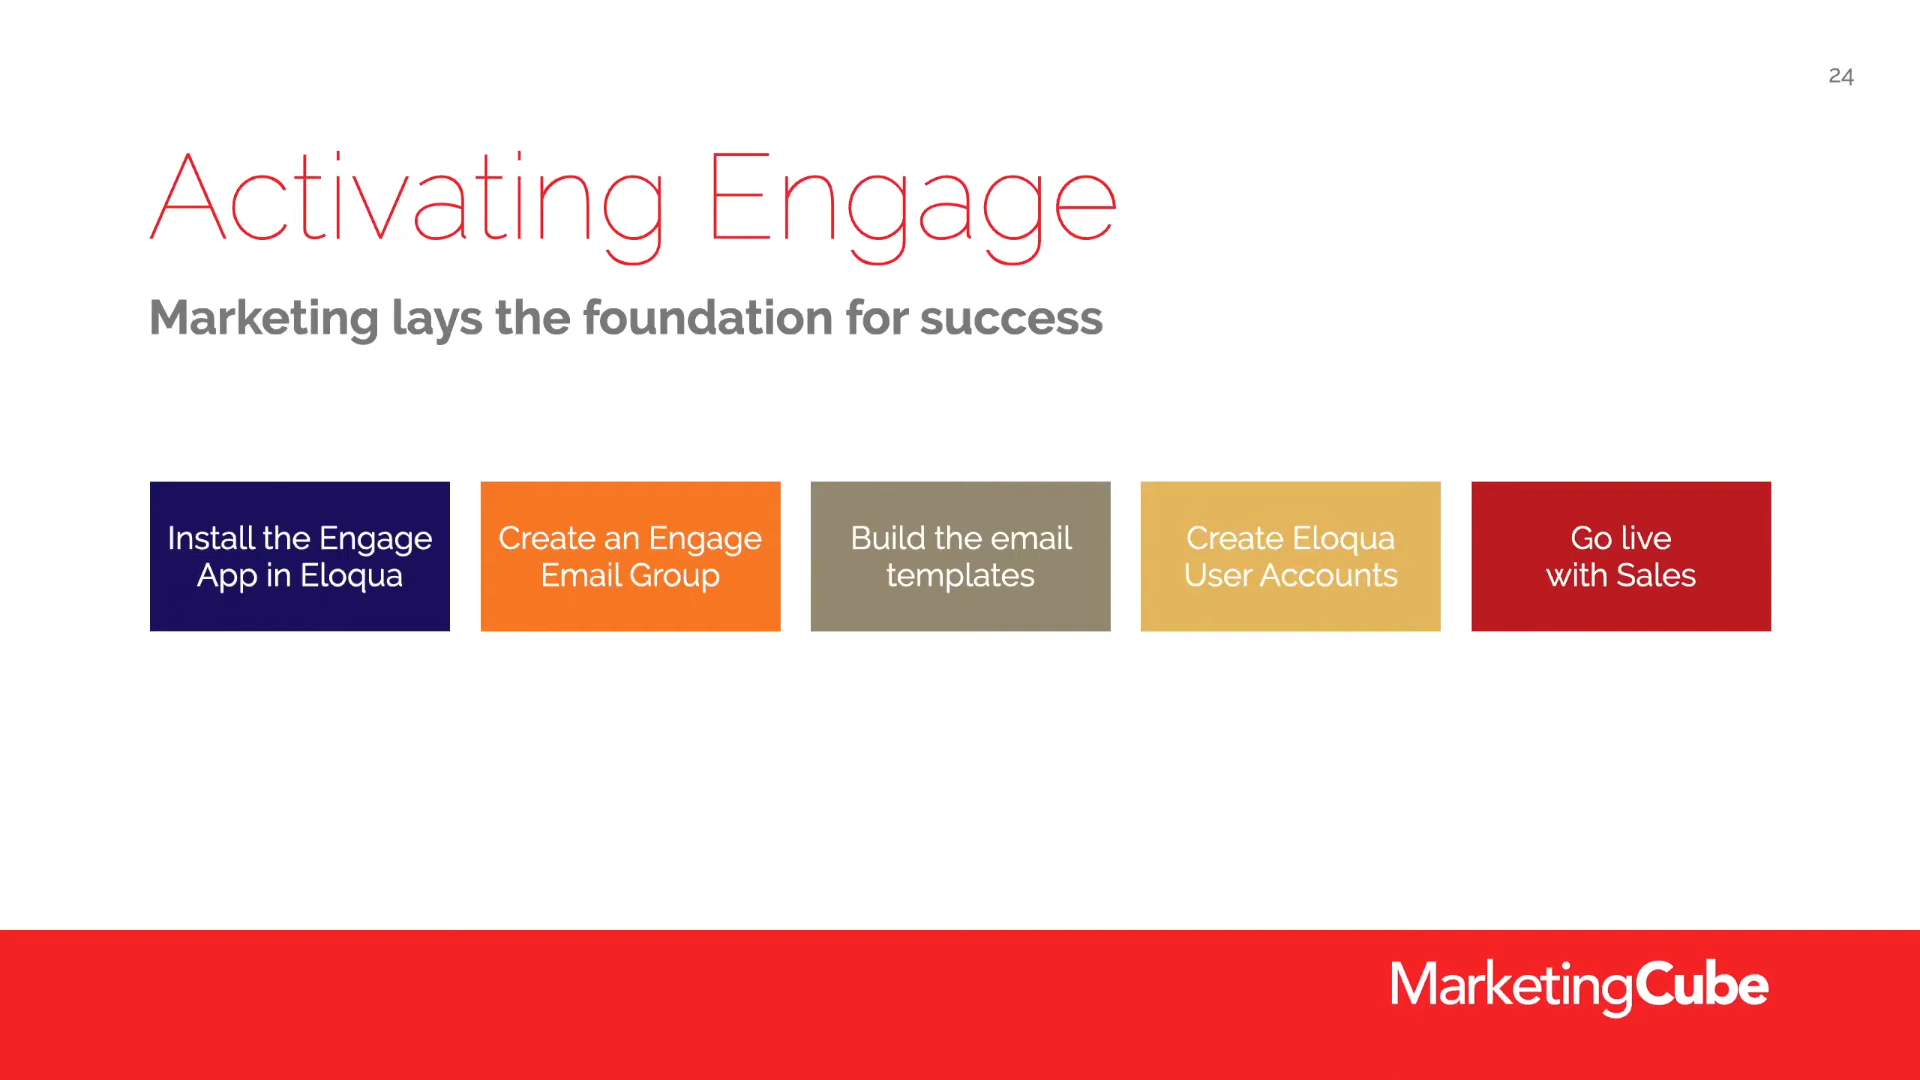 24
Activating Engage
Marketing lays the foundation for success
Install the Engage
App in Eloqua
Create an Engage
Email Group
Build the email
templates
Create Eloqua
User Accounts
Go live
with Sales
MarketingCube